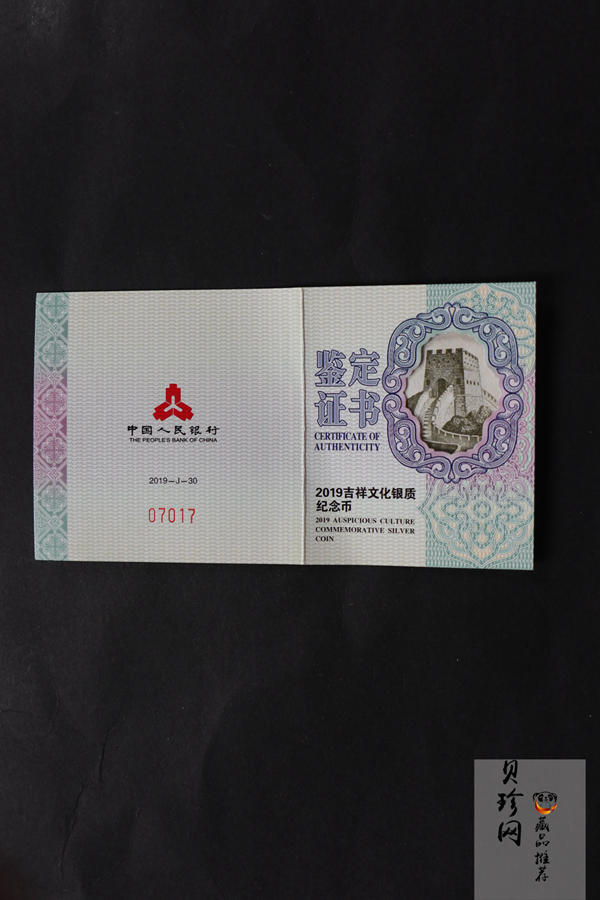 中国人民银行
THE PEOPLE'S BANK OF CHINA
2019-J-30
07017
鉴定
证书
CERTIFICATE OF
AUTHENTICITY
2019吉祥文化银质
纪念币
2019 AUSPICIOUS CULTURE
COMMEMORATIVE SILVER
COIN
贝珍网
藏品推荐